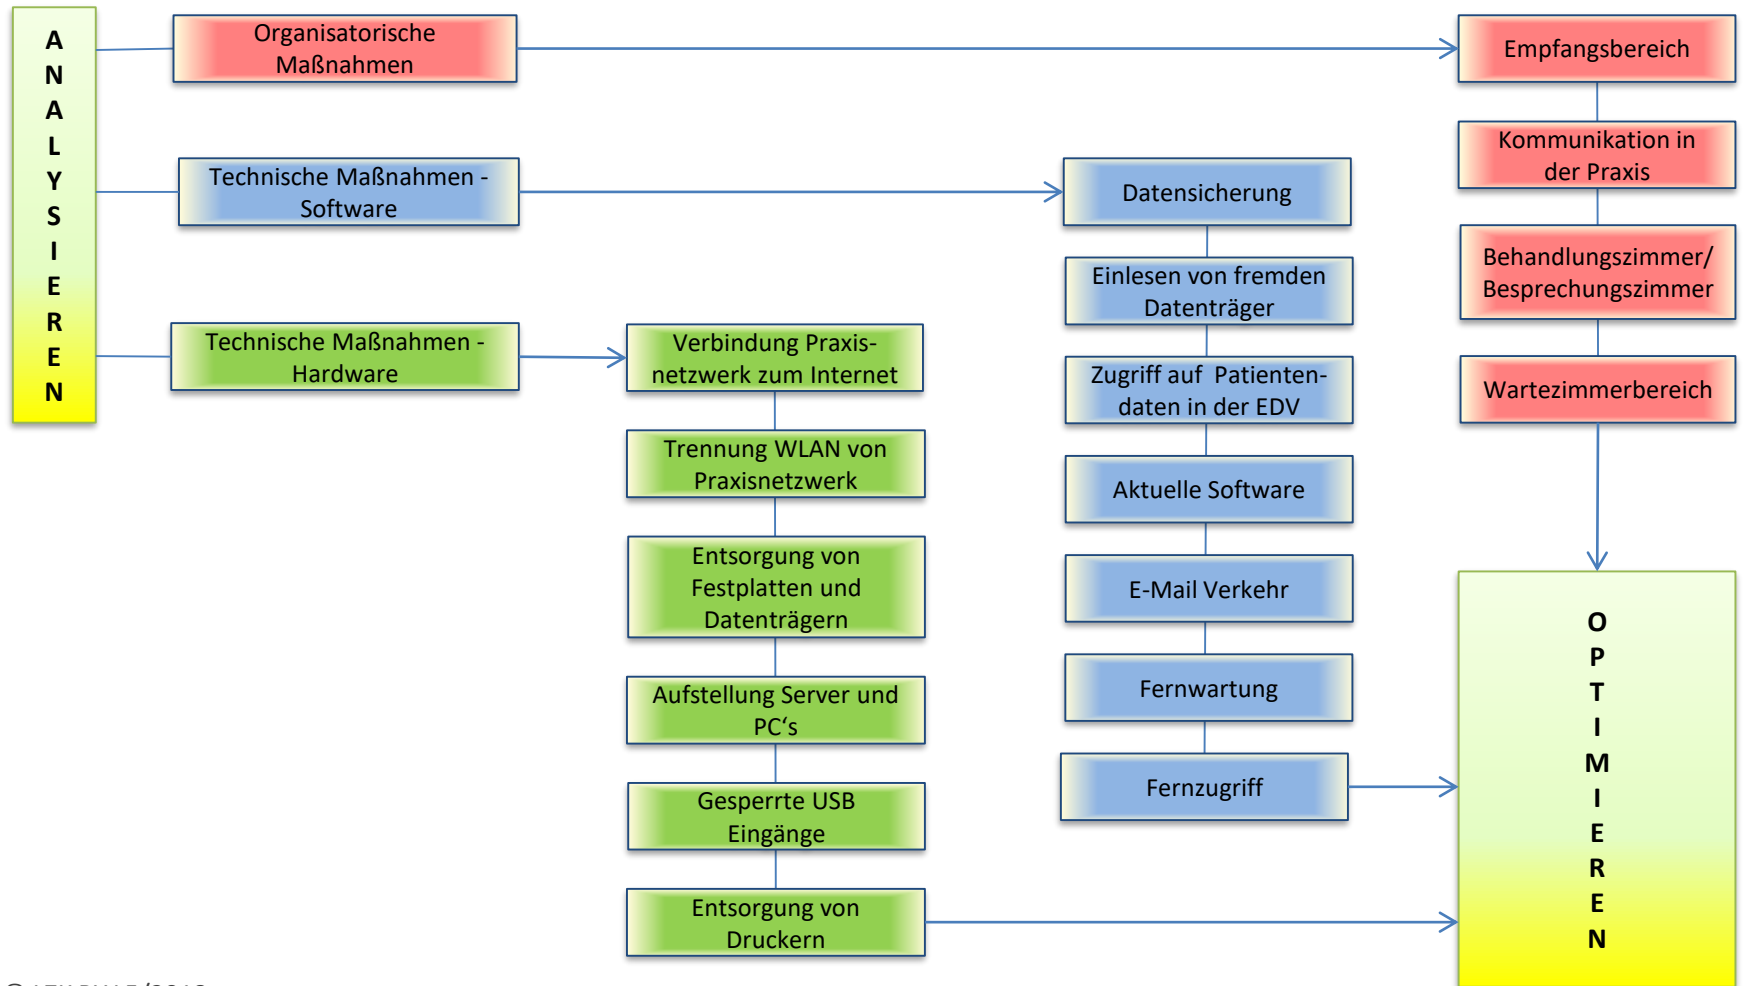 A
N
A
L
Y
S
I
E
R
E
N
Organisatorische
Maßnahmen
Technische Maßnahmen -
Software
Technische Maßnahmen -
Hardware
Verbindung Praxis-
netzwerk zum Internet
Trennung WLAN von
Praxisnetzwerk
Entsorgung von
Festplatten und
Datenträgern
Aufstellung Server und
PC‘s
Gesperrte USB
Eingänge
Entsorgung von
Druckern
Datensicherung
Einlesen von fremden
Datenträger
Zugriff auf Patienten-
daten in der EDV
Aktuelle Software
E-Mail Verkehr
Fernwartung
Fernzugriff
Empfangsbereich
Kommunikation in
der Praxis
Behandlungszimmer/
Besprechungszimmer
Wartezimmerbereich
O
P
T
I
M
I
E
R
E
N